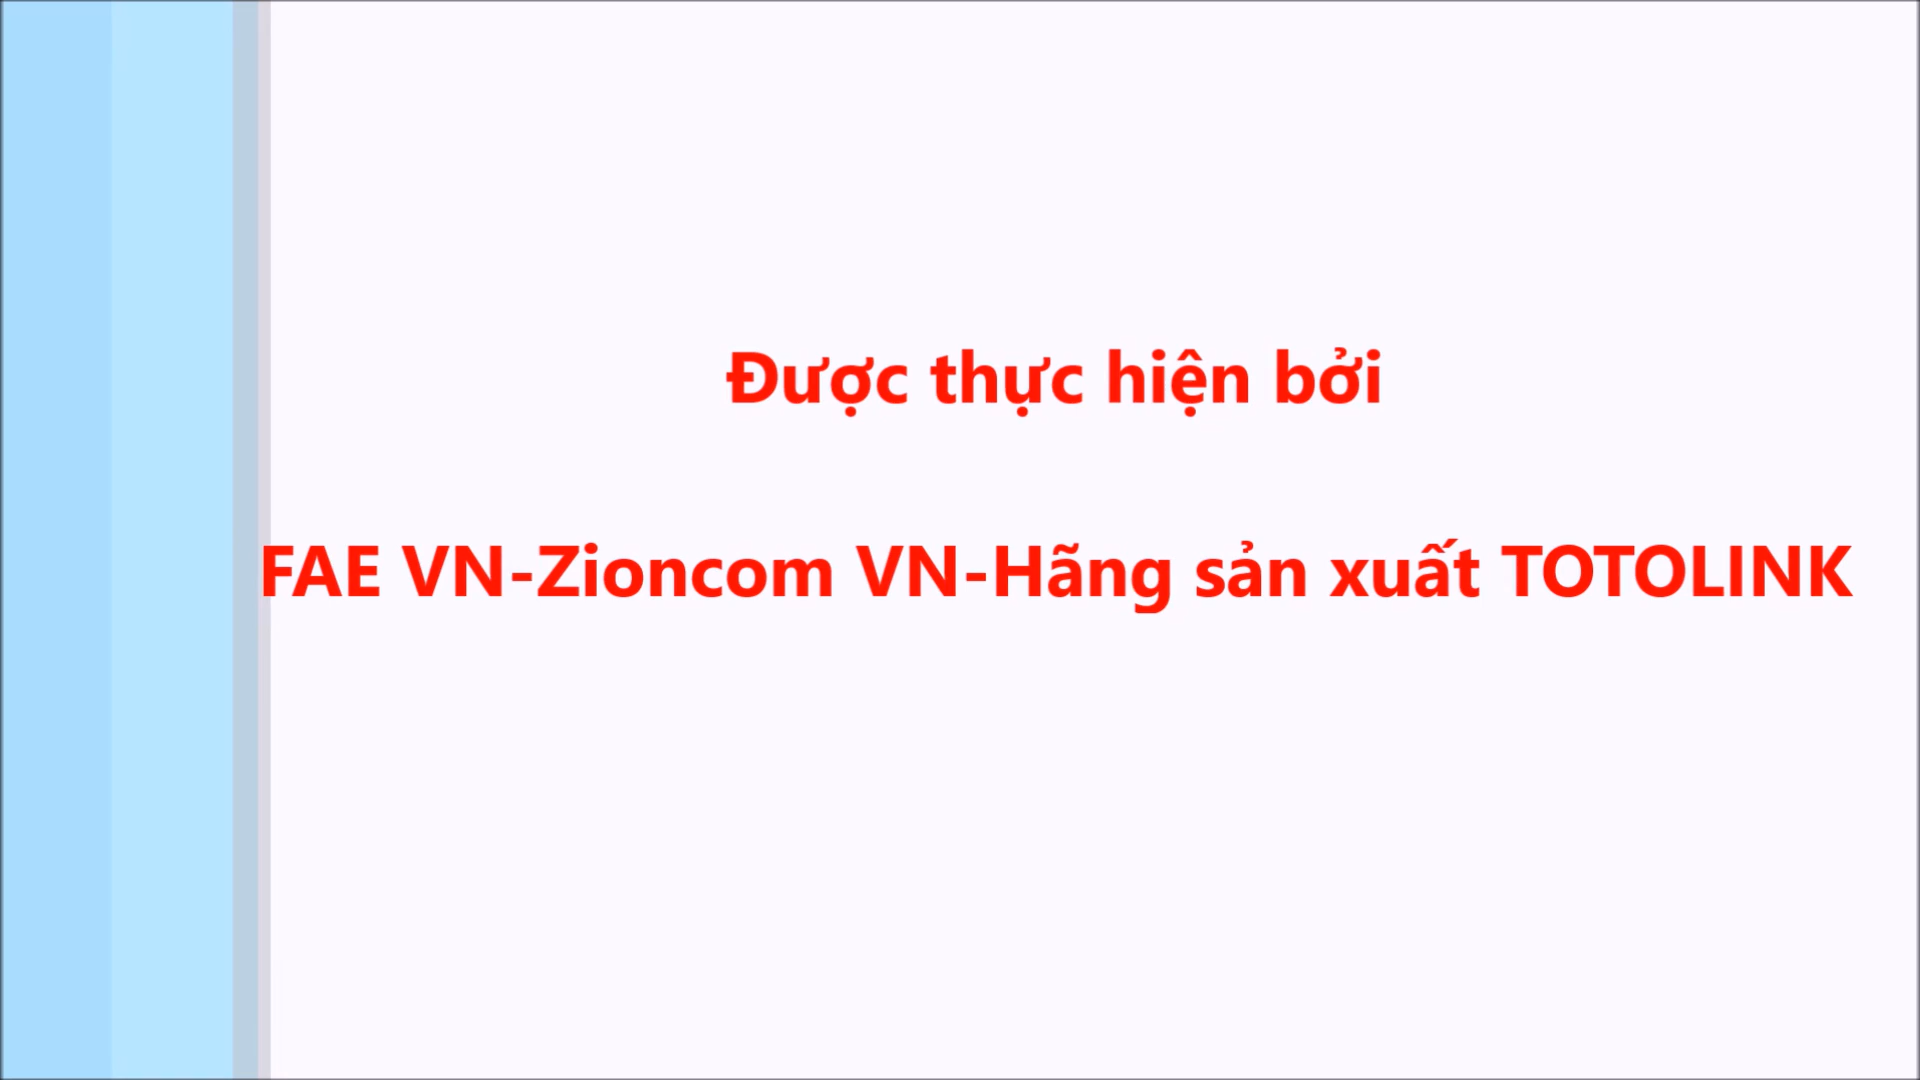 Được thực hiện bởi
FAE VN-Zioncom VN-Hãng sản xuất TOTOLINK